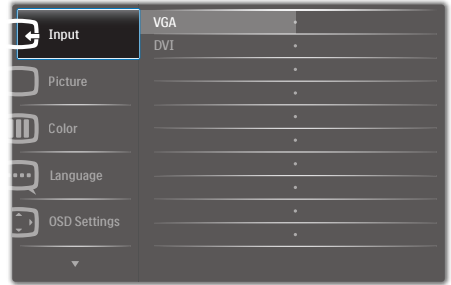 Input
VGA
DVI
Picture
Color
Language
OSD Settings